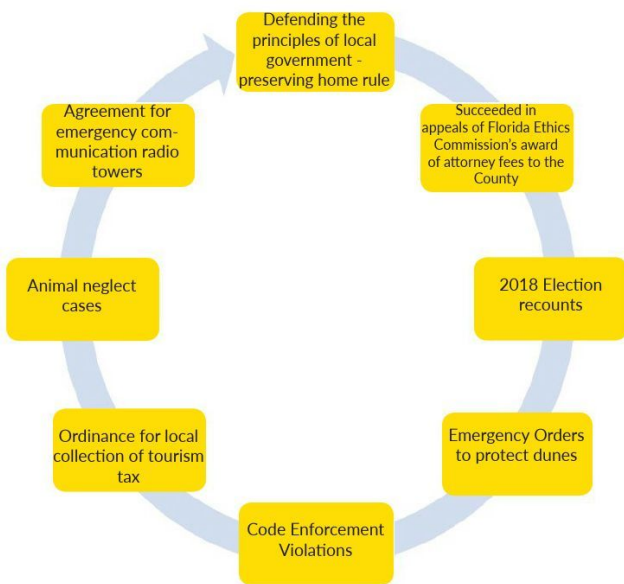 Defending the
principles of local
government -
preserving home rule
Succeeded in
appeals of Florida Ethics
Commission's award
of attorney fees to the
County
2018 Election
recounts
Emergency Orders
to protect dunes
Code Enforcement
Violations
Ordinance for local
collection of tourism
tax
Animal neglect
cases
Agreement for
emergency com-
munication radio
towers